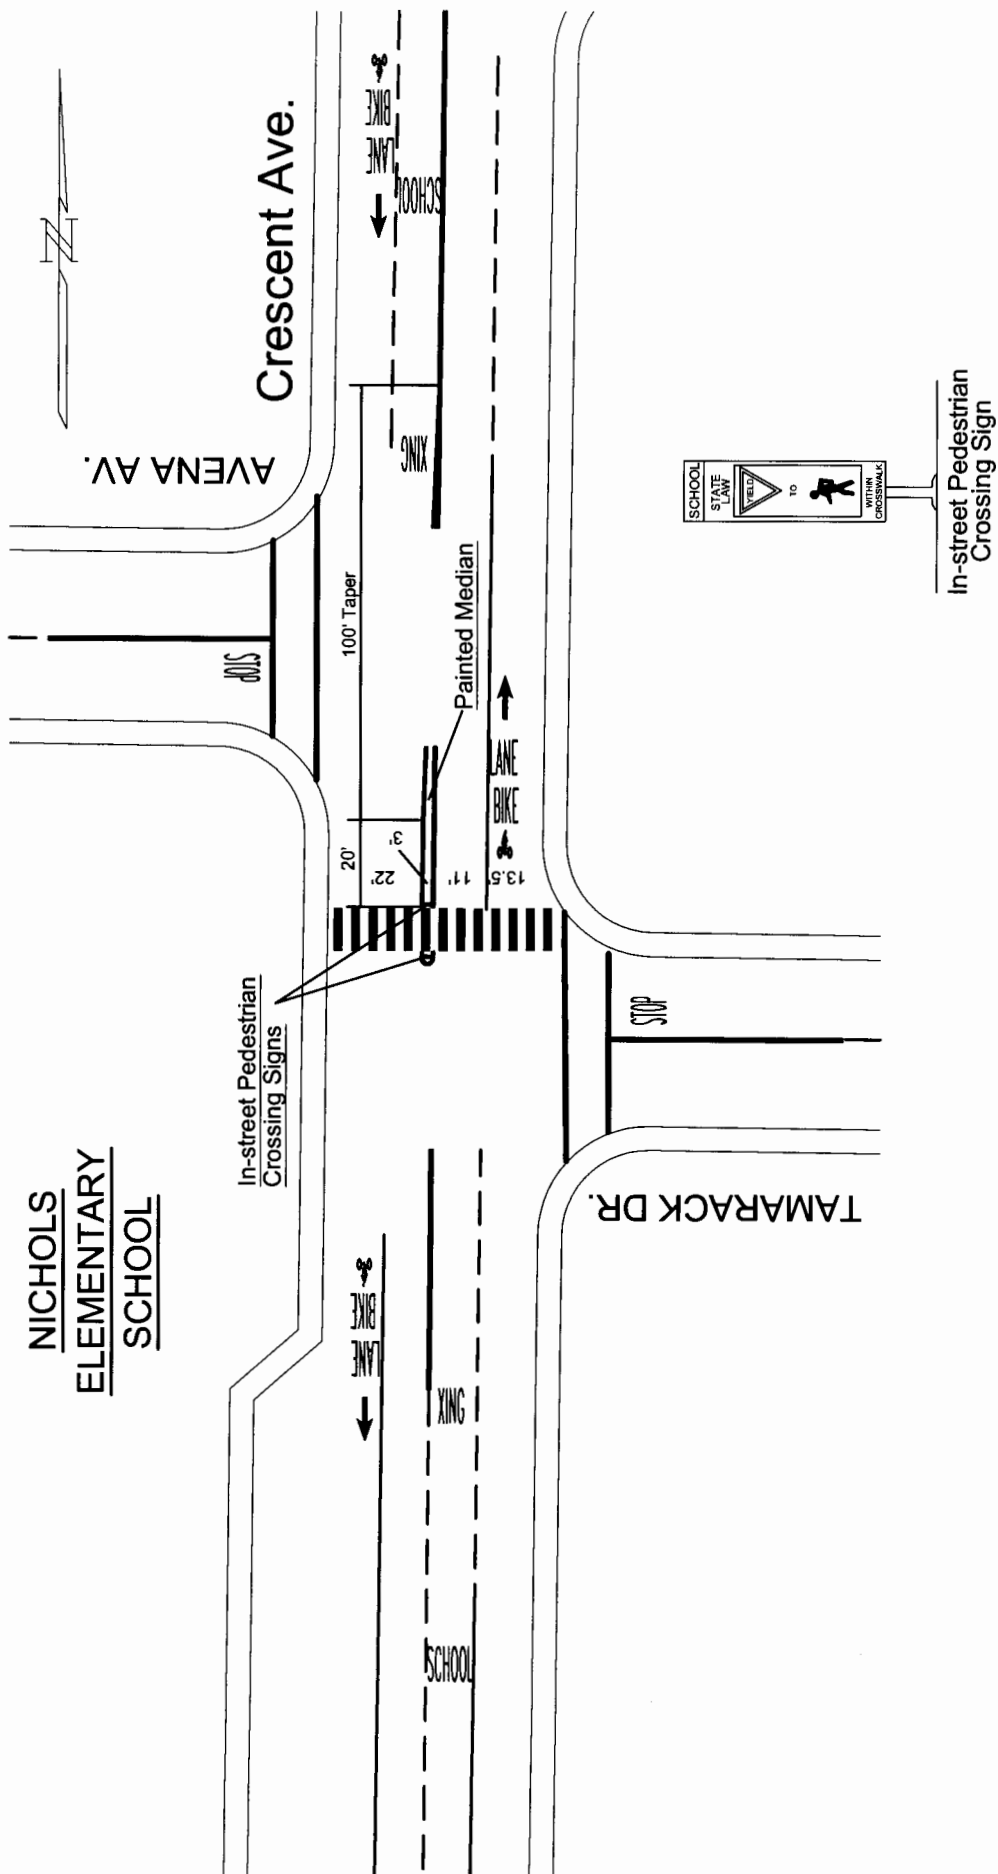 N
Crescent Ave.
AVENA AV.
BIKE
LANE
SCHOOL
XING
STOP
100' Taper
Painted Median
20'
22'
3'
11'
13.5'
LANE
BIKE
In-street Pedestrian
Crossing Signs
NICHOLS
ELEMENTARY
SCHOOL
STOP
TAMARACK DR.
BIKE
LANE
XING
SCHOOL
SCHOOL
STATE
LAW
YIELD
TO
WITHIN
CROSSWALK
In-street Pedestrian
Crossing Sign